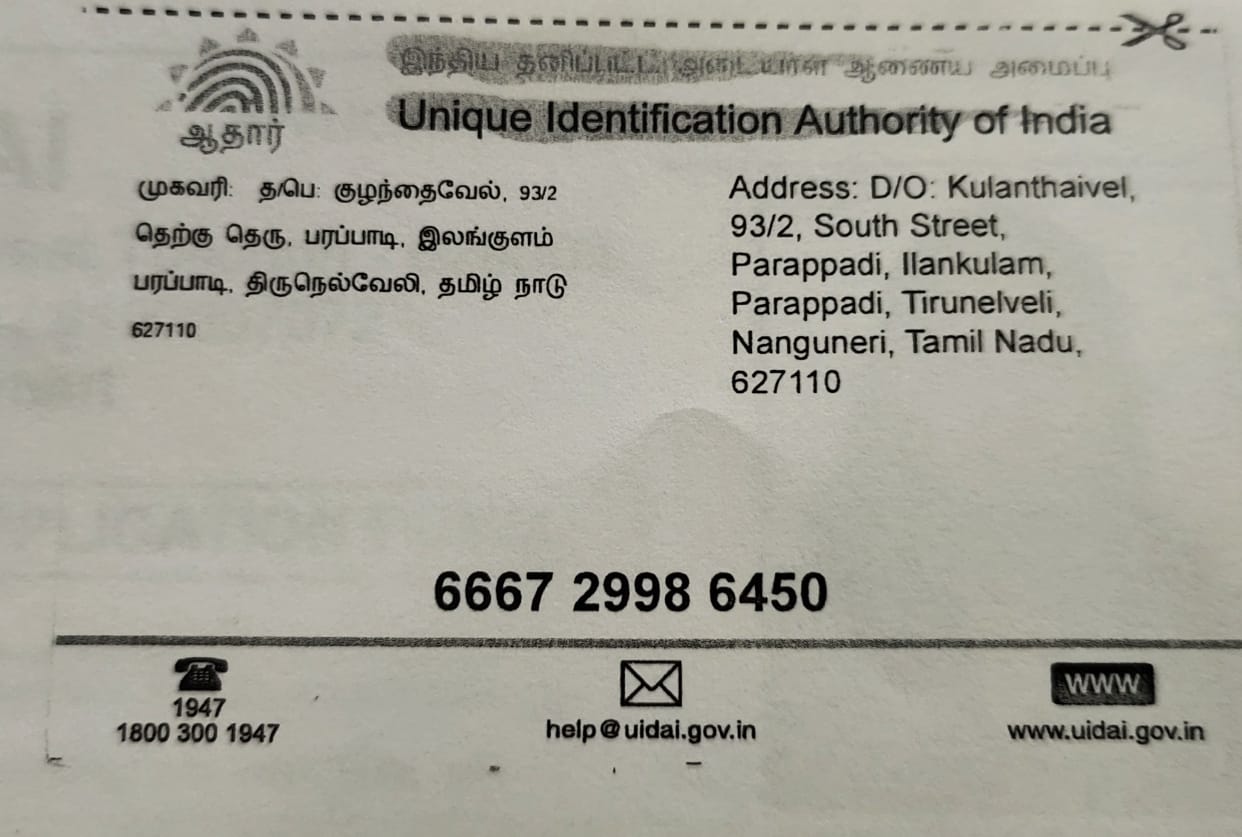 இந்திய தனிப்பட்ட அடையாள ஆணைய அமைப்பு
Unique Identification Authority of India
ஆதார்
முகவரி: த/பெ: குழந்தைவேல், 93/2
தெற்கு தெரு, பரப்பாடி, இலங்குளம்
பரப்பாடி, திருநெல்வேலி, தமிழ் நாடு
627110
Address: D/O: Kulanthaivel,
93/2, South Street,
Parappadi, Ilankulam,
Parappadi, Tirunelveli,
Nanguneri, Tamil Nadu,
627110
6667 2998 6450
1947
1800 300 1947
help@uidai.gov.in
www
www.uidai.gov.in